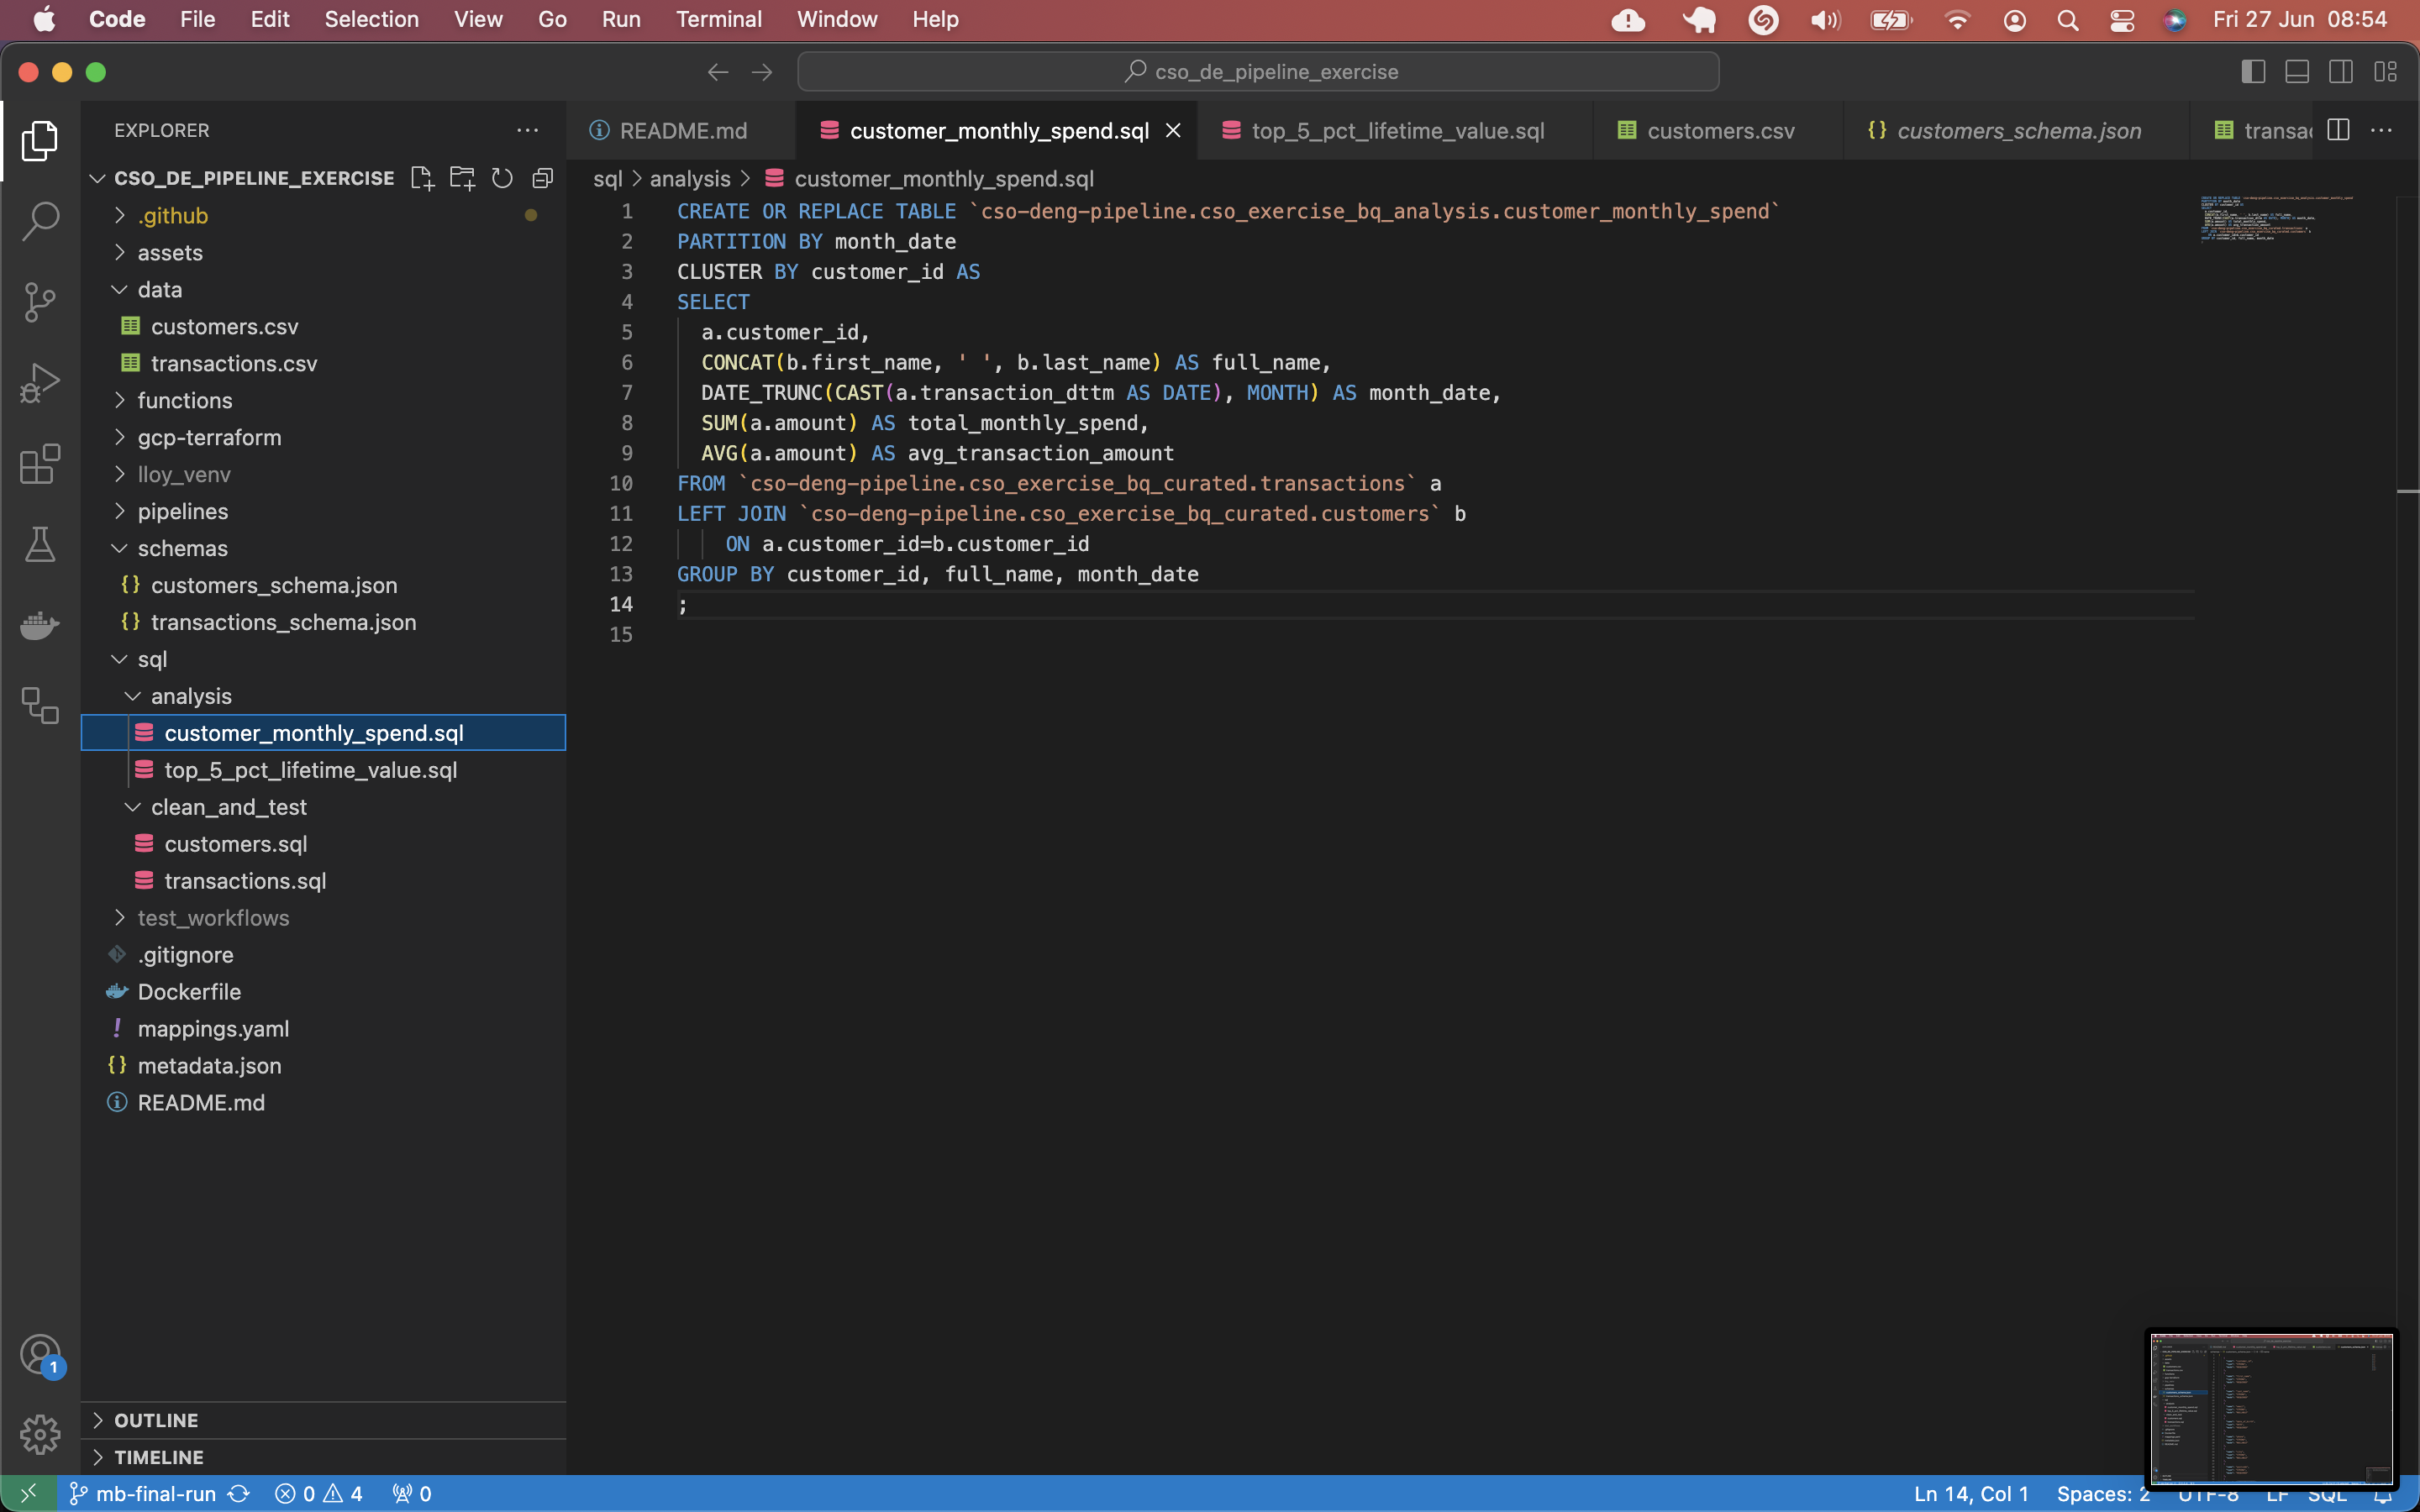 Code File Edit Selection View Go Run Terminal Window Help Fri 27 Jun 08:54
cso_de_pipeline_exercise
EXPLORER
README.md customer_monthly_spend.sql top_5_pct_lifetime_value.sql customers.csv customers_schema.json transac
CSO_DE_PIPELINE_EXERCISE
sql > analysis > customer_monthly_spend.sql
.github
assets
data
customers.csv
transactions.csv
functions
gcp-terraform
lloy_venv
pipelines
schemas
customers_schema.json
transactions_schema.json
sql
analysis
customer_monthly_spend.sql
top_5_pct_lifetime_value.sql
clean_and_test
customers.sql
transactions.sql
test_workflows
.gitignore
Dockerfile
mappings.yaml
metadata.json
README.md
OUTLINE
TIMELINE
1 CREATE OR REPLACE TABLE `cso-deng-pipeline.cso_exercise_bq_analysis.customer_monthly_spend`
2 PARTITION BY month_date
3 CLUSTER BY customer_id AS
4 SELECT
5 a.customer_id,
6 CONCAT(b.first_name, ' ', b.last_name) AS full_name,
7 DATE_TRUNC(CAST(a.transaction_dttm AS DATE), MONTH) AS month_date,
8 SUM(a.amount) AS total_monthly_spend,
9 AVG(a.amount) AS avg_transaction_amount
10 FROM `cso-deng-pipeline.cso_exercise_bq_curated.transactions` a
11 LEFT JOIN `cso-deng-pipeline.cso_exercise_bq_curated.customers` b
12 ON a.customer_id=b.customer_id
13 GROUP BY customer_id, full_name, month_date
14 ;
15
1
mb-final-run 0 4 0 Ln 14, Col 1 Spaces: 2 UTF-8 LF SQL